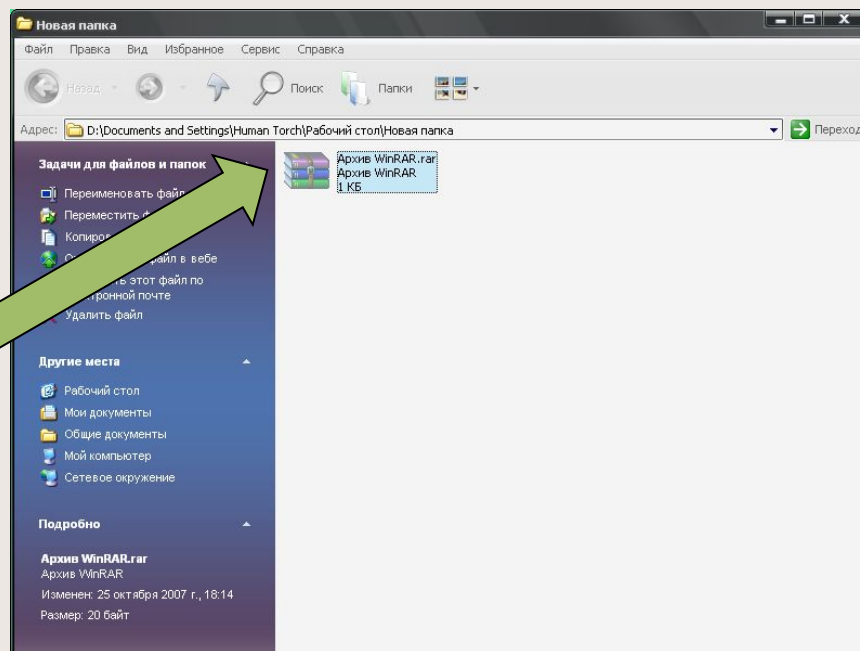 Новая папка
Файл Правка Вид Избранное Сервис Справка
Назад Поиск Папки
Адрес: D:\Documents and Settings\Human Torch\Рабочий стол\Новая папка Переход
Задачи для файлов и папок
Переименовать файл
Переместить
файл в вебе
этот файл по
почте
Удалить файл
Архив WinRAR.rar
Архив WinRAR
1 КБ
Другие места
Рабочий стол
Мои документы
Общие документы
Мой компьютер
Сетевое окружение
Подробно
Архив WinRAR.rar
Архив WinRAR
Изменен: 25 октября 2007 г., 18:14
Размер: 20 байт